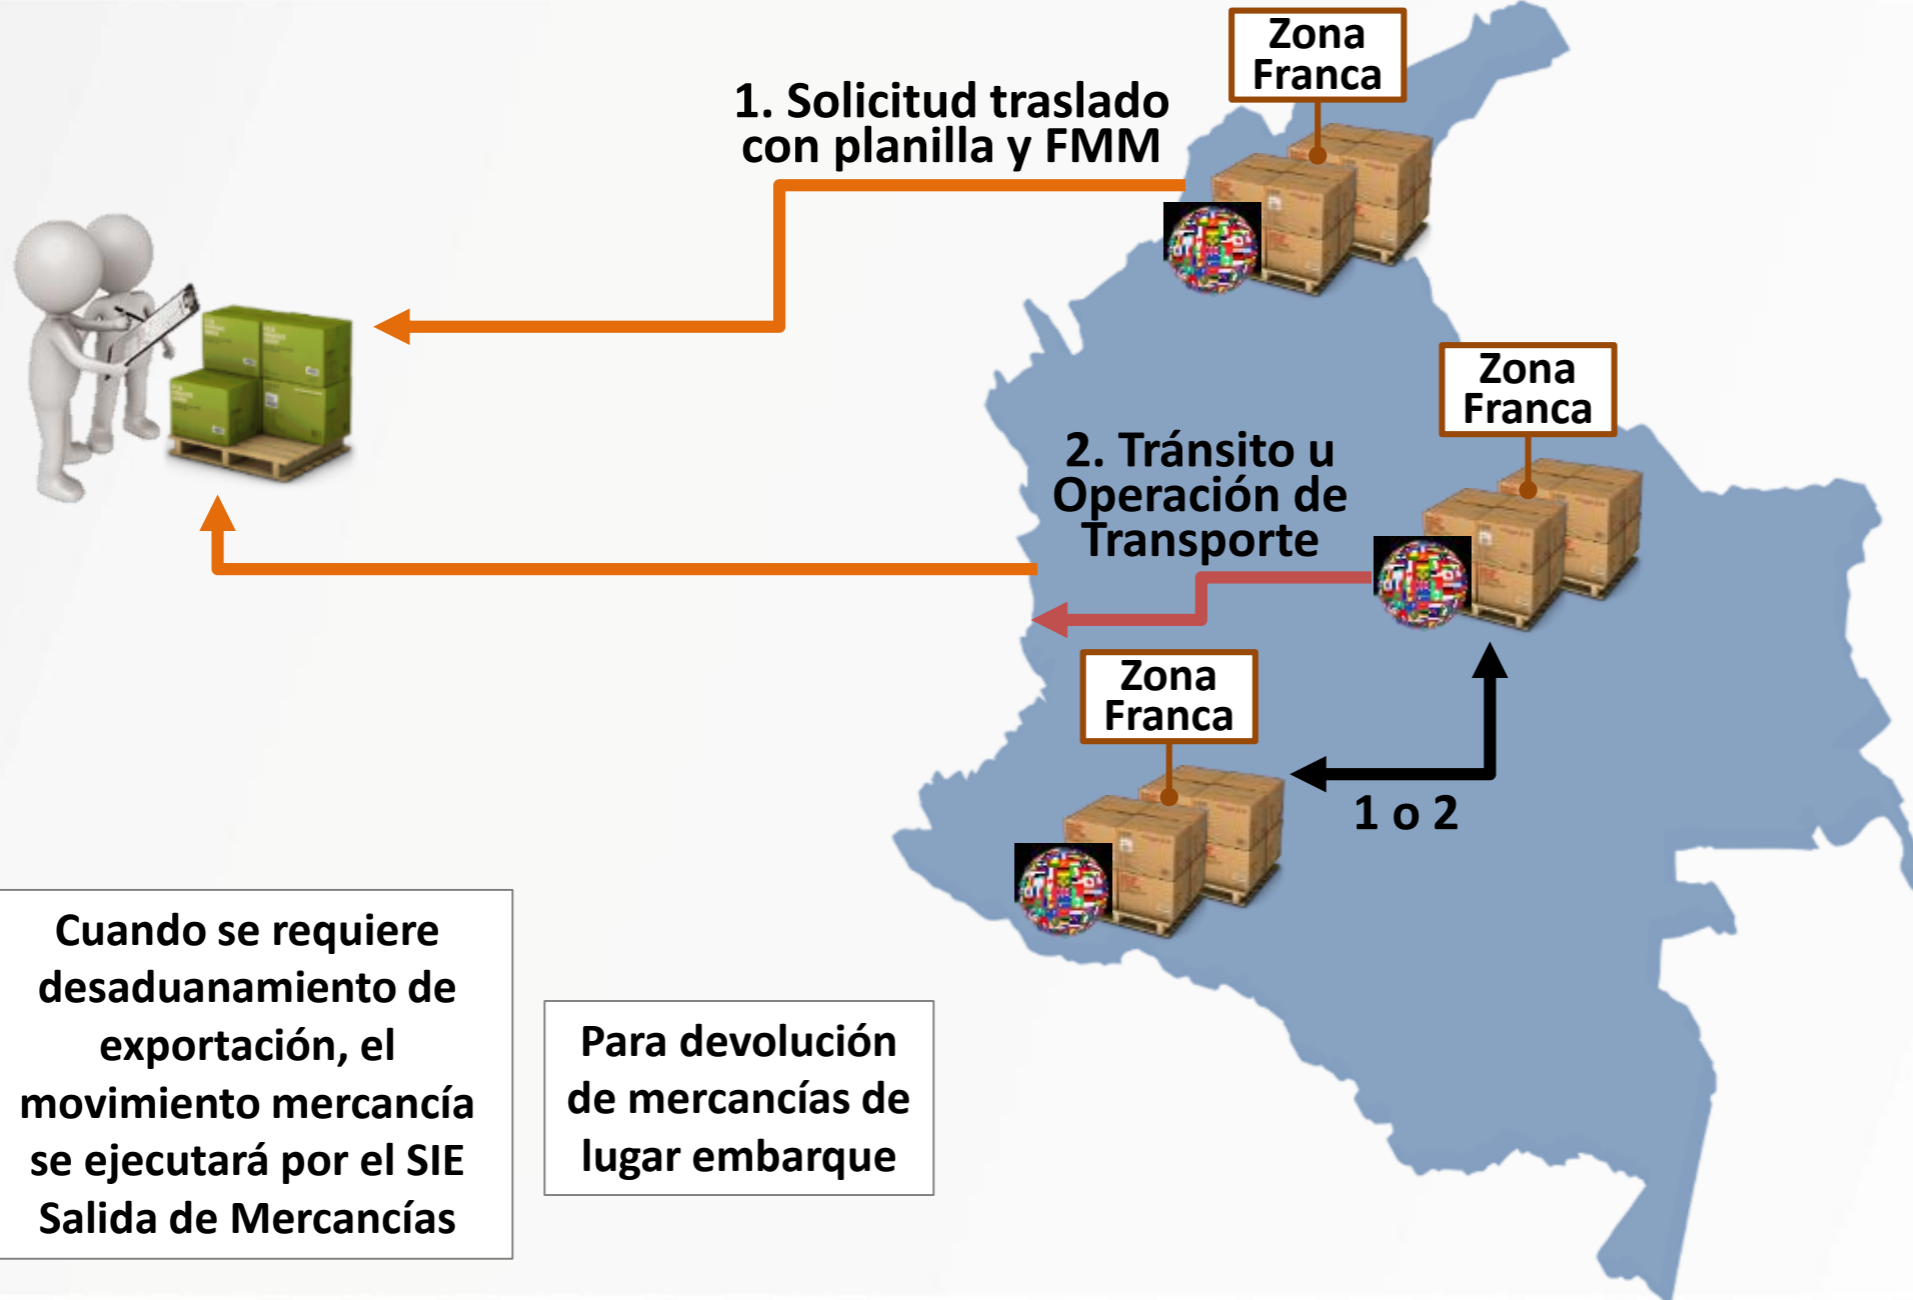 Zona
Franca
1. Solicitud traslado
con planilla y FMM
Zona
Franca
2. Tránsito u
Operación de
Transporte
Zona
Franca
1 o 2
Cuando se requiere
desaduanamiento de
exportación, el
movimiento mercancía
se ejecutará por el SIE
Salida de Mercancías
Para devolución
de mercancías de
lugar embarque